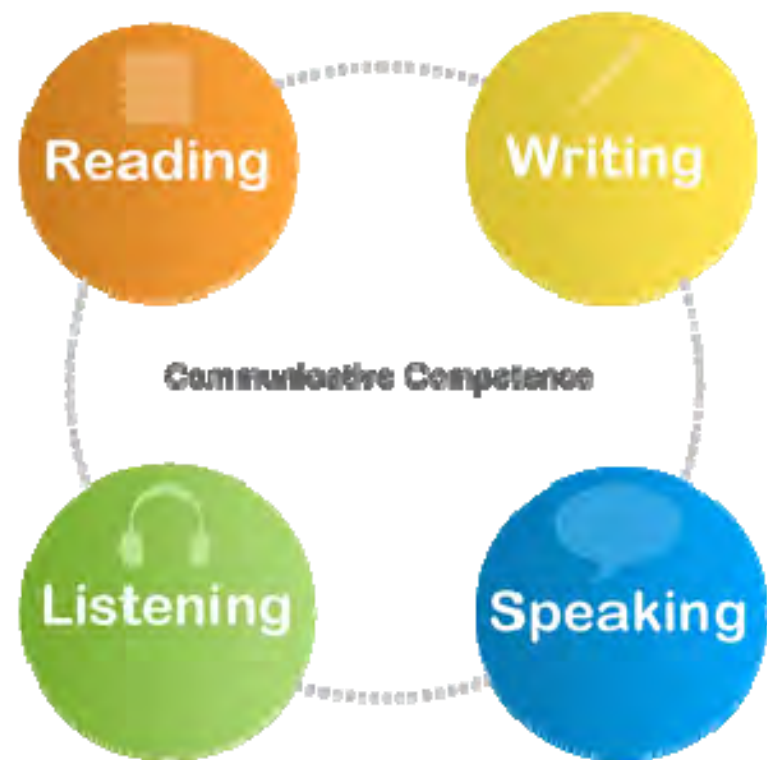 Reading
Writing
Communicative Competence
Listening
Speaking